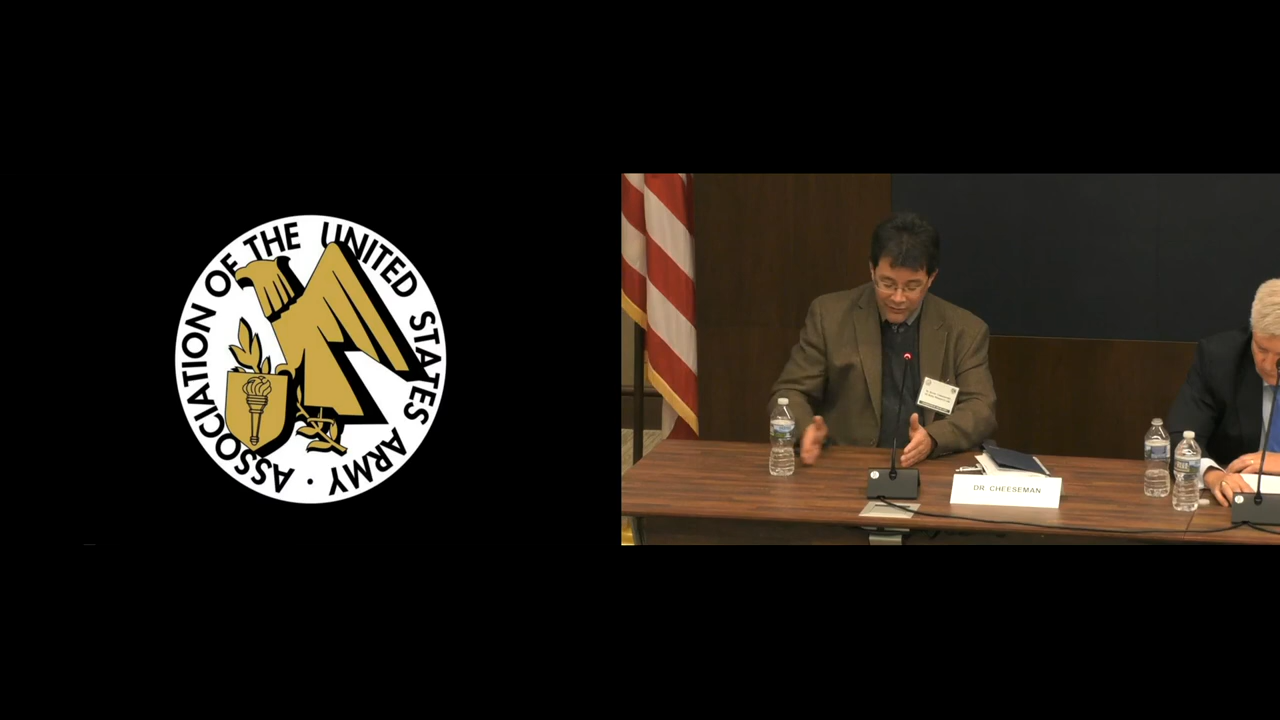 ASSOCIATION OF THE UNITED STATES ARMY •
DR. CHEESEMAN